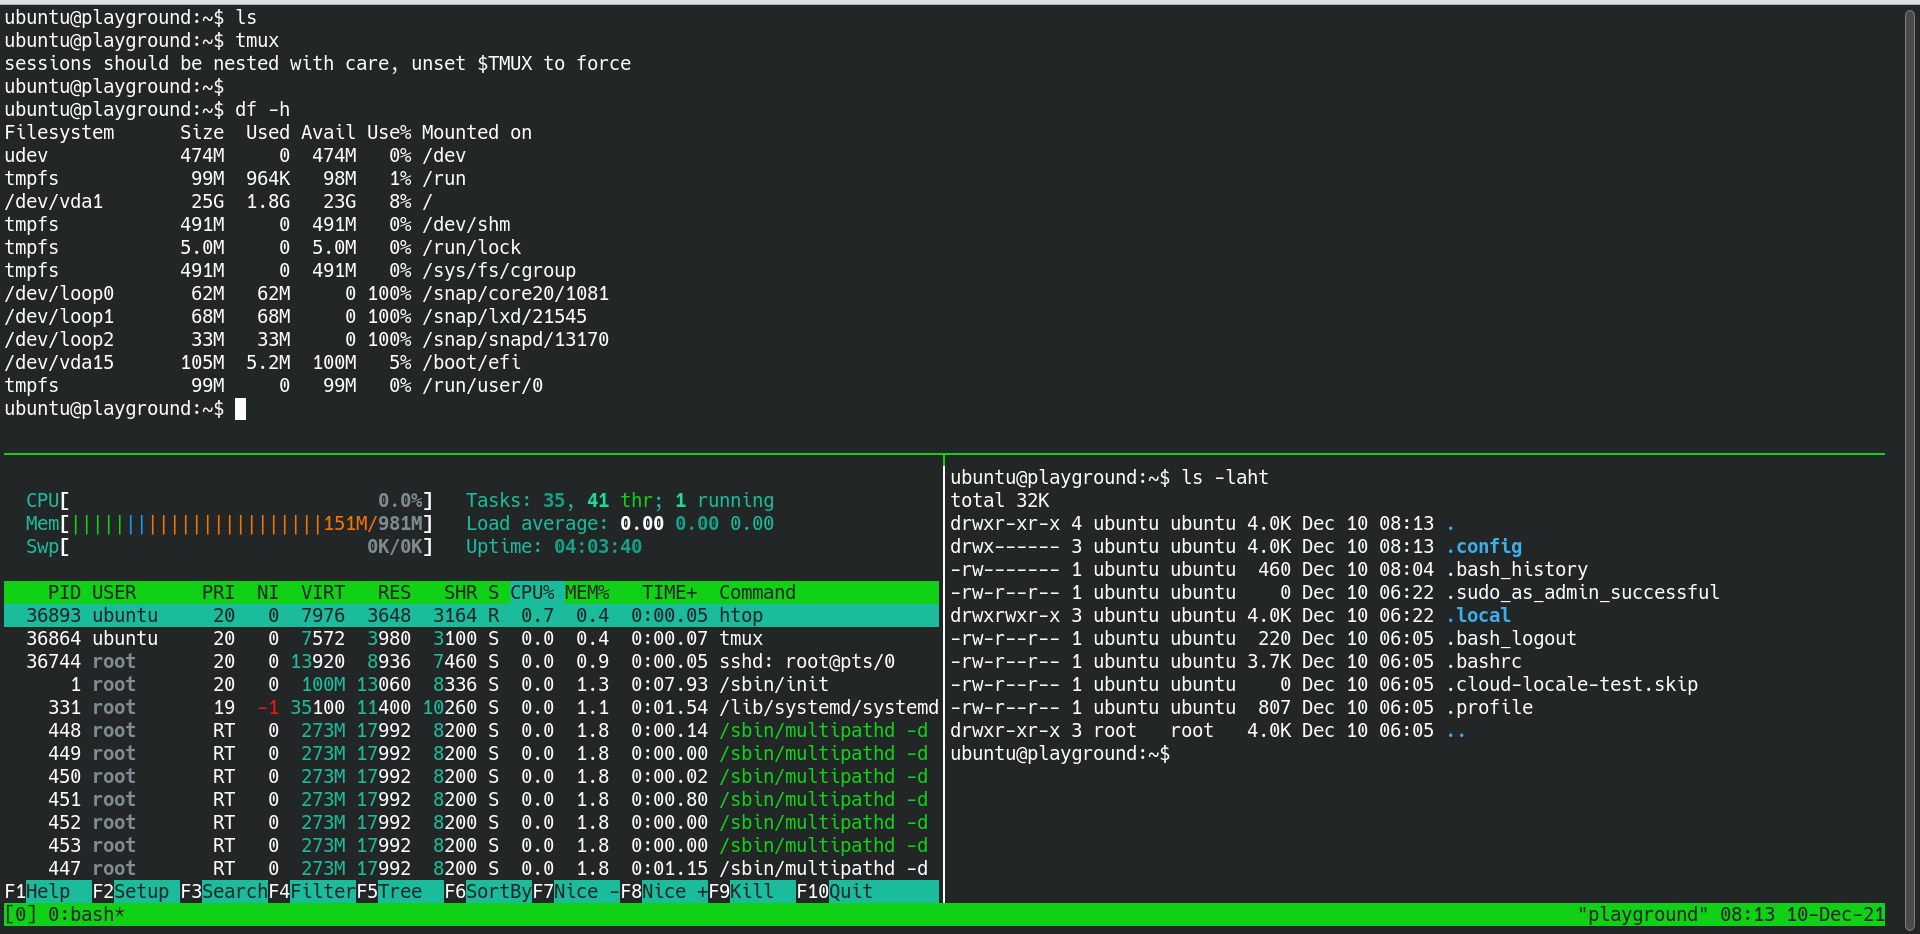 ubuntu@playground:~$ ls
ubuntu@playground:~$ tmux
sessions should be nested with care, unset $TMUX to force
ubuntu@playground:~$
ubuntu@playground:~$ df -h
Filesystem      Size  Used Avail Use% Mounted on
udev            474M     0  474M   0% /dev
tmpfs            99M  964K   98M   1% /run
/dev/vda1        25G  1.8G   23G   8% /
tmpfs           491M     0  491M   0% /dev/shm
tmpfs           5.0M     0  5.0M   0% /run/lock
tmpfs           491M     0  491M   0% /sys/fs/cgroup
/dev/loop0       62M   62M     0 100% /snap/core20/1081
/dev/loop1       68M   68M     0 100% /snap/lxd/21545
/dev/loop2       33M   33M     0 100% /snap/snapd/13170
/dev/vda15      105M  5.2M  100M   5% /boot/efi
tmpfs            99M     0   99M   0% /run/user/0
ubuntu@playground:~$
CPU[                            0.0%]   Tasks: 35, 41 thr; 1 running
Mem[|||||||||||||||||||||||151M/981M]   Load average: 0.00 0.00 0.00
Swp[                           0K/0K]   Uptime: 04:03:40
PID USER      PRI  NI  VIRT   RES   SHR S CPU% MEM%   TIME+  Command
36893 ubuntu     20   0  7976  3648  3164 R  0.7  0.4  0:00.05 htop
36864 ubuntu     20   0  7572  3980  3100 S  0.0  0.4  0:00.07 tmux
36744 root       20   0 13920  8936  7460 S  0.0  0.9  0:00.05 sshd: root@pts/0
1 root       20   0  100M 13060  8336 S  0.0  1.3  0:07.93 /sbin/init
331 root       19  -1 35100 11400 10260 S  0.0  1.1  0:01.54 /lib/systemd/systemd
448 root       RT   0  273M 17992  8200 S  0.0  1.8  0:00.14 /sbin/multipathd -d
449 root       RT   0  273M 17992  8200 S  0.0  1.8  0:00.00 /sbin/multipathd -d
450 root       RT   0  273M 17992  8200 S  0.0  1.8  0:00.02 /sbin/multipathd -d
451 root       RT   0  273M 17992  8200 S  0.0  1.8  0:00.80 /sbin/multipathd -d
452 root       RT   0  273M 17992  8200 S  0.0  1.8  0:00.00 /sbin/multipathd -d
453 root       RT   0  273M 17992  8200 S  0.0  1.8  0:00.00 /sbin/multipathd -d
447 root       RT   0  273M 17992  8200 S  0.0  1.8  0:01.15 /sbin/multipathd -d
F1Help  F2Setup F3SearchF4FilterF5Tree  F6SortByF7Nice -F8Nice +F9Kill  F10Quit
ubuntu@playground:~$ ls -laht
total 32K
drwxr-xr-x 4 ubuntu ubuntu 4.0K Dec 10 08:13 .
drwx------ 3 ubuntu ubuntu 4.0K Dec 10 08:13 .config
-rw------- 1 ubuntu ubuntu  460 Dec 10 08:04 .bash_history
-rw-r--r-- 1 ubuntu ubuntu    0 Dec 10 06:22 .sudo_as_admin_successful
drwxrwxr-x 3 ubuntu ubuntu 4.0K Dec 10 06:22 .local
-rw-r--r-- 1 ubuntu ubuntu  220 Dec 10 06:05 .bash_logout
-rw-r--r-- 1 ubuntu ubuntu 3.7K Dec 10 06:05 .bashrc
-rw-r--r-- 1 ubuntu ubuntu    0 Dec 10 06:05 .cloud-locale-test.skip
-rw-r--r-- 1 ubuntu ubuntu  807 Dec 10 06:05 .profile
drwxr-xr-x 3 root   root   4.0K Dec 10 06:05 ..
ubuntu@playground:~$
[0] 0:bash* "playground" 08:13 10-Dec-21